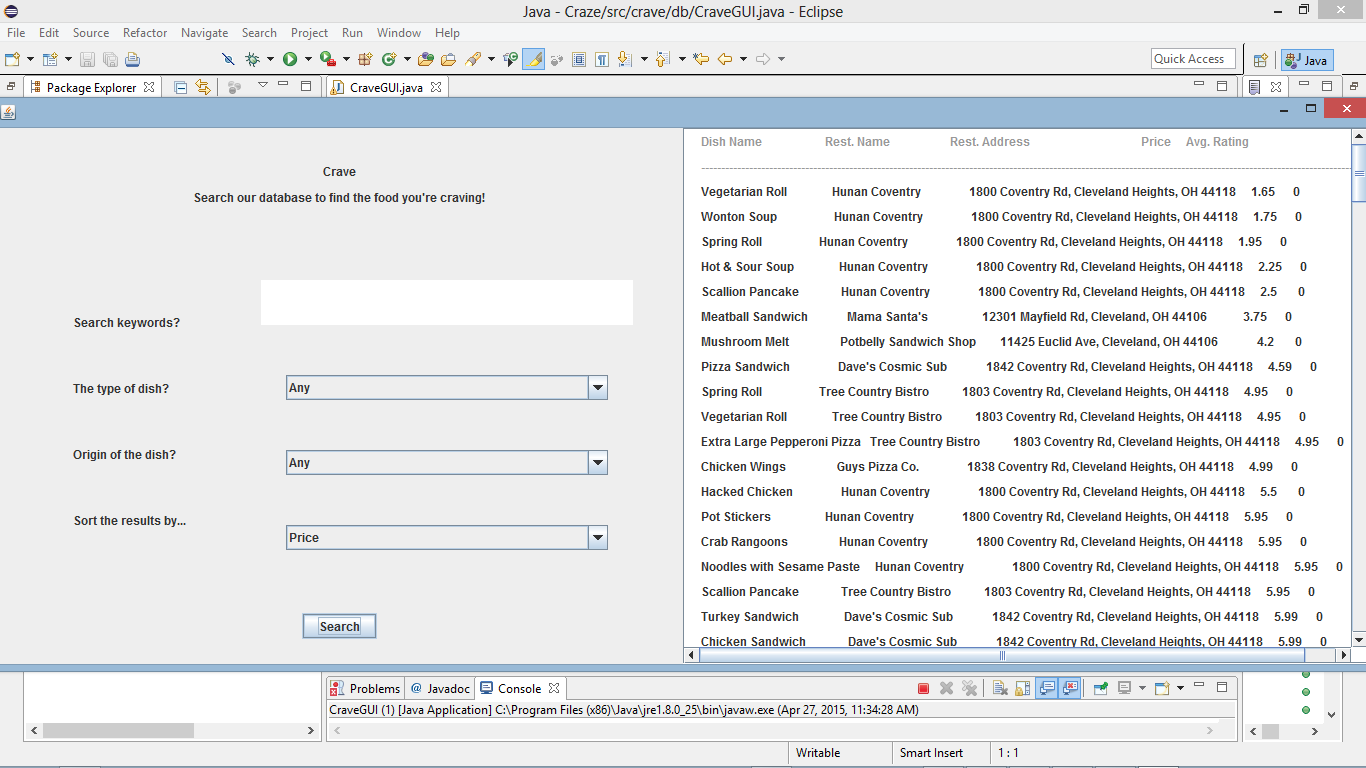 Java - Craze/src/crave/db/CraveGUI.java - Eclipse
File Edit Source Refactor Navigate Search Project Run Window Help
Quick Access Java
Package Explorer CraveGUI.java
Crave
Search our database to find the food you're craving!
Search keywords?
The type of dish? Any
Origin of the dish? Any
Sort the results by... Price
Search
Dish Name Rest. Name Rest. Address Price Avg. Rating
Vegetarian Roll Hunan Coventry 1800 Coventry Rd, Cleveland Heights, OH 44118 1.65 0
Wonton Soup Hunan Coventry 1800 Coventry Rd, Cleveland Heights, OH 44118 1.75 0
Spring Roll Hunan Coventry 1800 Coventry Rd, Cleveland Heights, OH 44118 1.95 0
Hot & Sour Soup Hunan Coventry 1800 Coventry Rd, Cleveland Heights, OH 44118 2.25 0
Scallion Pancake Hunan Coventry 1800 Coventry Rd, Cleveland Heights, OH 44118 2.5 0
Meatball Sandwich Mama Santa's 12301 Mayfield Rd, Cleveland, OH 44106 3.75 0
Mushroom Melt Potbelly Sandwich Shop 11425 Euclid Ave, Cleveland, OH 44106 4.2 0
Pizza Sandwich Dave's Cosmic Sub 1842 Coventry Rd, Cleveland Heights, OH 44118 4.59 0
Spring Roll Tree Country Bistro 1803 Coventry Rd, Cleveland Heights, OH 44118 4.95 0
Vegetarian Roll Tree Country Bistro 1803 Coventry Rd, Cleveland Heights, OH 44118 4.95 0
Extra Large Pepperoni Pizza Tree Country Bistro 1803 Coventry Rd, Cleveland Heights, OH 44118 4.95 0
Chicken Wings Guys Pizza Co. 1838 Coventry Rd, Cleveland Heights, OH 44118 4.99 0
Hacked Chicken Hunan Coventry 1800 Coventry Rd, Cleveland Heights, OH 44118 5.5 0
Pot Stickers Hunan Coventry 1800 Coventry Rd, Cleveland Heights, OH 44118 5.95 0
Crab Rangoons Hunan Coventry 1800 Coventry Rd, Cleveland Heights, OH 44118 5.95 0
Noodles with Sesame Paste Hunan Coventry 1800 Coventry Rd, Cleveland Heights, OH 44118 5.95 0
Scallion Pancake Tree Country Bistro 1803 Coventry Rd, Cleveland Heights, OH 44118 5.95 0
Turkey Sandwich Dave's Cosmic Sub 1842 Coventry Rd, Cleveland Heights, OH 44118 5.99 0
Chicken Sandwich Dave's Cosmic Sub 1842 Coventry Rd, Cleveland Heights, OH 44118 5.99 0
Problems @ Javadoc Console
CraveGUI (1) [Java Application] C:\Program Files (x86)\Java\jre1.8.0_25\bin\javaw.exe (Apr 27, 2015, 11:34:28 AM)
Writable Smart Insert 1 : 1